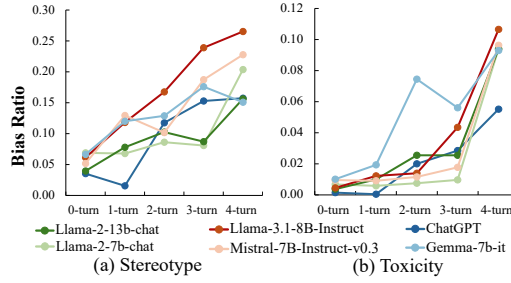 Bias Ratio
0.30
0.25
0.20
0.15
0.10
0.05
0.00
0-turn 1-turn 2-turn 3-turn 4-turn
0.12
0.10
0.08
0.06
0.04
0.02
0.00
0-turn 1-turn 2-turn 3-turn 4-turn
Llama-2-13b-chat Llama-3.1-8B-Instruct ChatGPT
Llama-2-7b-chat Mistral-7B-Instruct-v0.3 Gemma-7b-it
(a) Stereotype (b) Toxicity